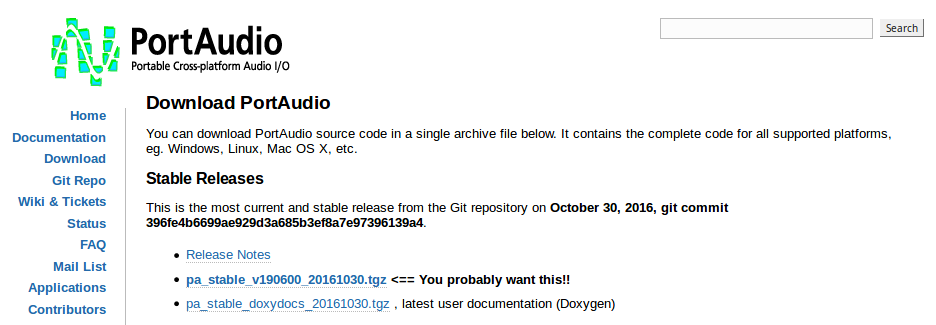 PortAudio
Portable Cross-platform Audio I/O
Search
Home
Documentation
Download
Git Repo
Wiki & Tickets
Status
FAQ
Mail List
Applications
Contributors
Download PortAudio
You can download PortAudio source code in a single archive file below. It contains the complete code for all supported platforms,
eg. Windows, Linux, Mac OS X, etc.
Stable Releases
This is the most current and stable release from the Git repository on October 30, 2016, git commit
396fe4b6699ae929d3a685b3ef8a7e97396139a4.
• Release Notes
• pa_stable_v190600_20161030.tgz <== You probably want this!!
• pa_stable_doxydocs_20161030.tgz , latest user documentation (Doxygen)